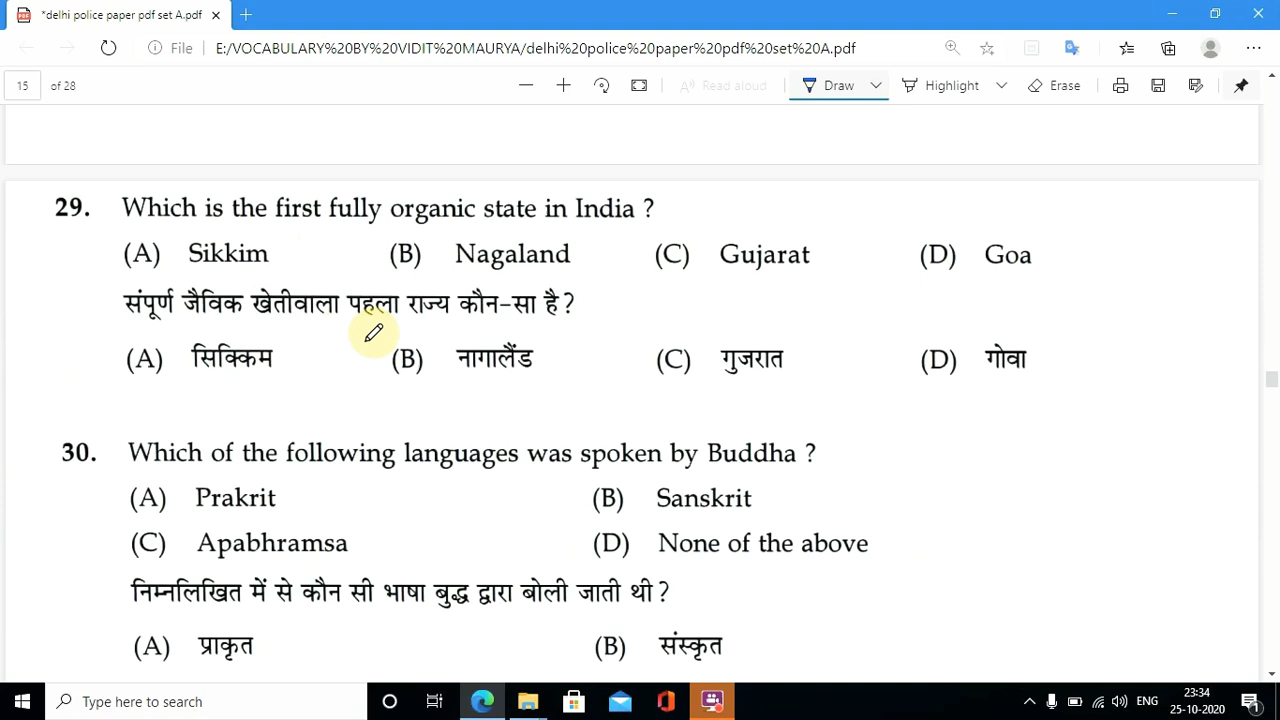 *delhi police paper pdf set A.pdf
File E:/VOCABULARY%20BY%20VIDIT%20MAURYA/delhi%20police%20paper%20pdf%20set%20A.pdf
15 of 28 Read aloud Draw Highlight Erase
29. Which is the first fully organic state in India ?
(A) Sikkim (B) Nagaland (C) Gujarat (D) Goa
संपूर्ण जैविक खेतीवाला पहला राज्य कौन-सा है?
(A) सिक्किम (B) नागालैंड (C) गुजरात (D) गोवा
30. Which of the following languages was spoken by Buddha ?
(A) Prakrit (B) Sanskrit
(C) Apabhramsa (D) None of the above
निम्नलिखित में से कौन सी भाषा बुद्ध द्वारा बोली जाती थी?
(A) प्राकृत (B) संस्कृत
Type here to search ENG 23:34
25-10-2020